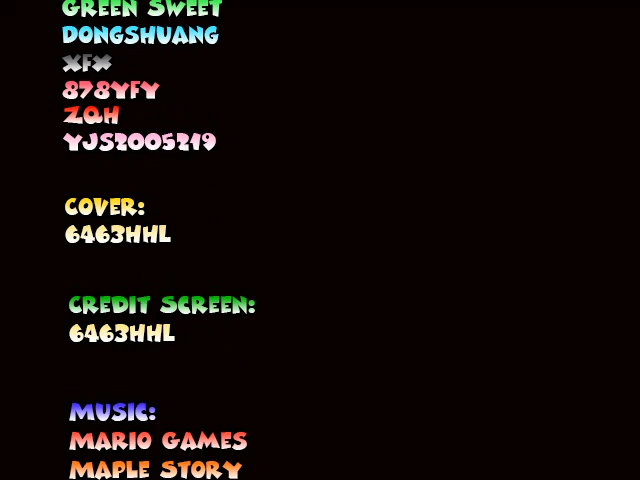 GREEN SWEET
DONGSHUANG
XFX
878YFY
ZQH
YJS2005219
COVER:
6463HHL
CREDIT SCREEN:
6463HHL
MUSIC:
MARIO GAMES
MAPLE STORY